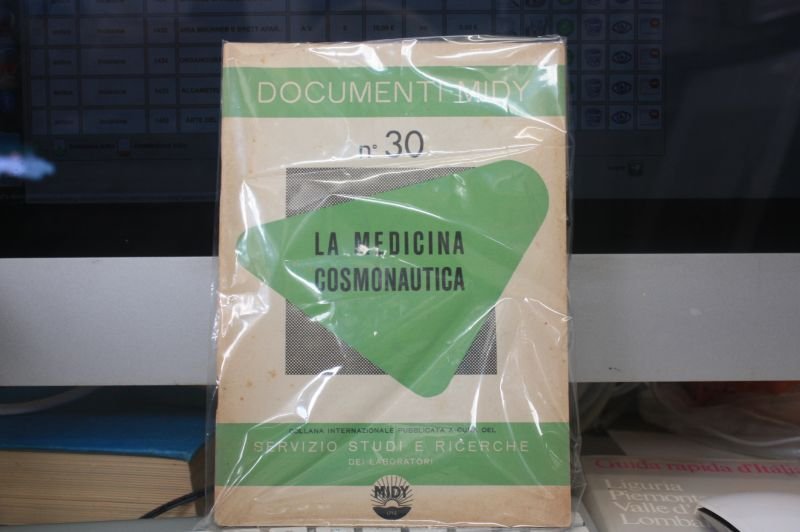 DOCUMENTI MIDY
n° 30
LA MEDICINA
COSMONAUTICA
COLLANA INTERNAZIONALE PUBBLICATA A CURA DEL
SERVIZIO STUDI E RICERCHE
DEI LABORATORI
MIDY
Guida rapida d'Italia
Liguria
Piemonte
Valle d'
Lomba